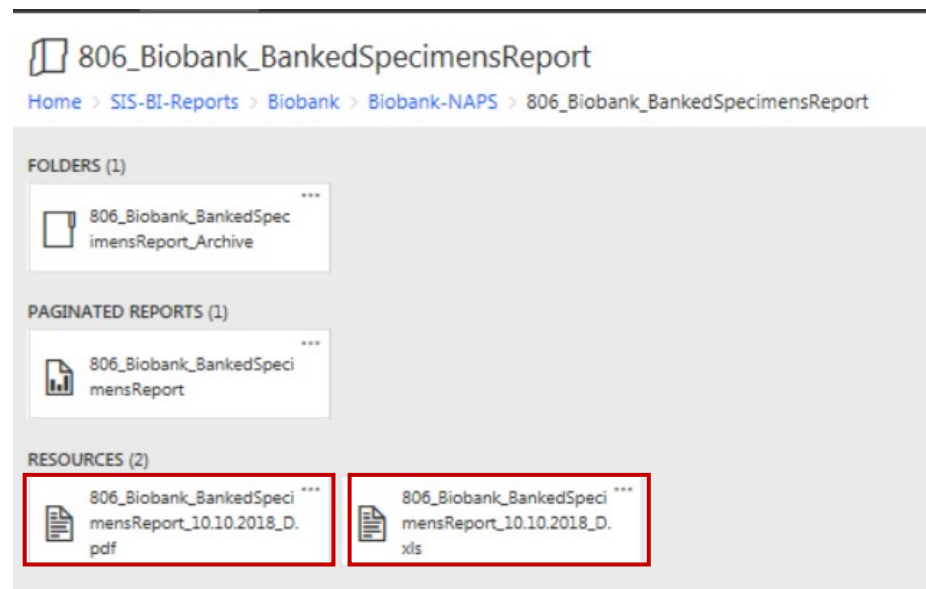 806_Biobank_BankedSpecimensReport
Home > SIS-BI-Reports > Biobank > Biobank-NAPS > 806_Biobank_BankedSpecimensReport
FOLDERS (1)
...
806_Biobank_BankedSpec
imensReport_Archive
PAGINATED REPORTS (1)
...
806_Biobank_BankedSpeci
mensReport
RESOURCES (2)
806_Biobank_BankedSpeci ...
mensReport_10.10.2018_D.
pdf
806_Biobank_BankedSpeci ...
mensReport_10.10.2018_D.
xls